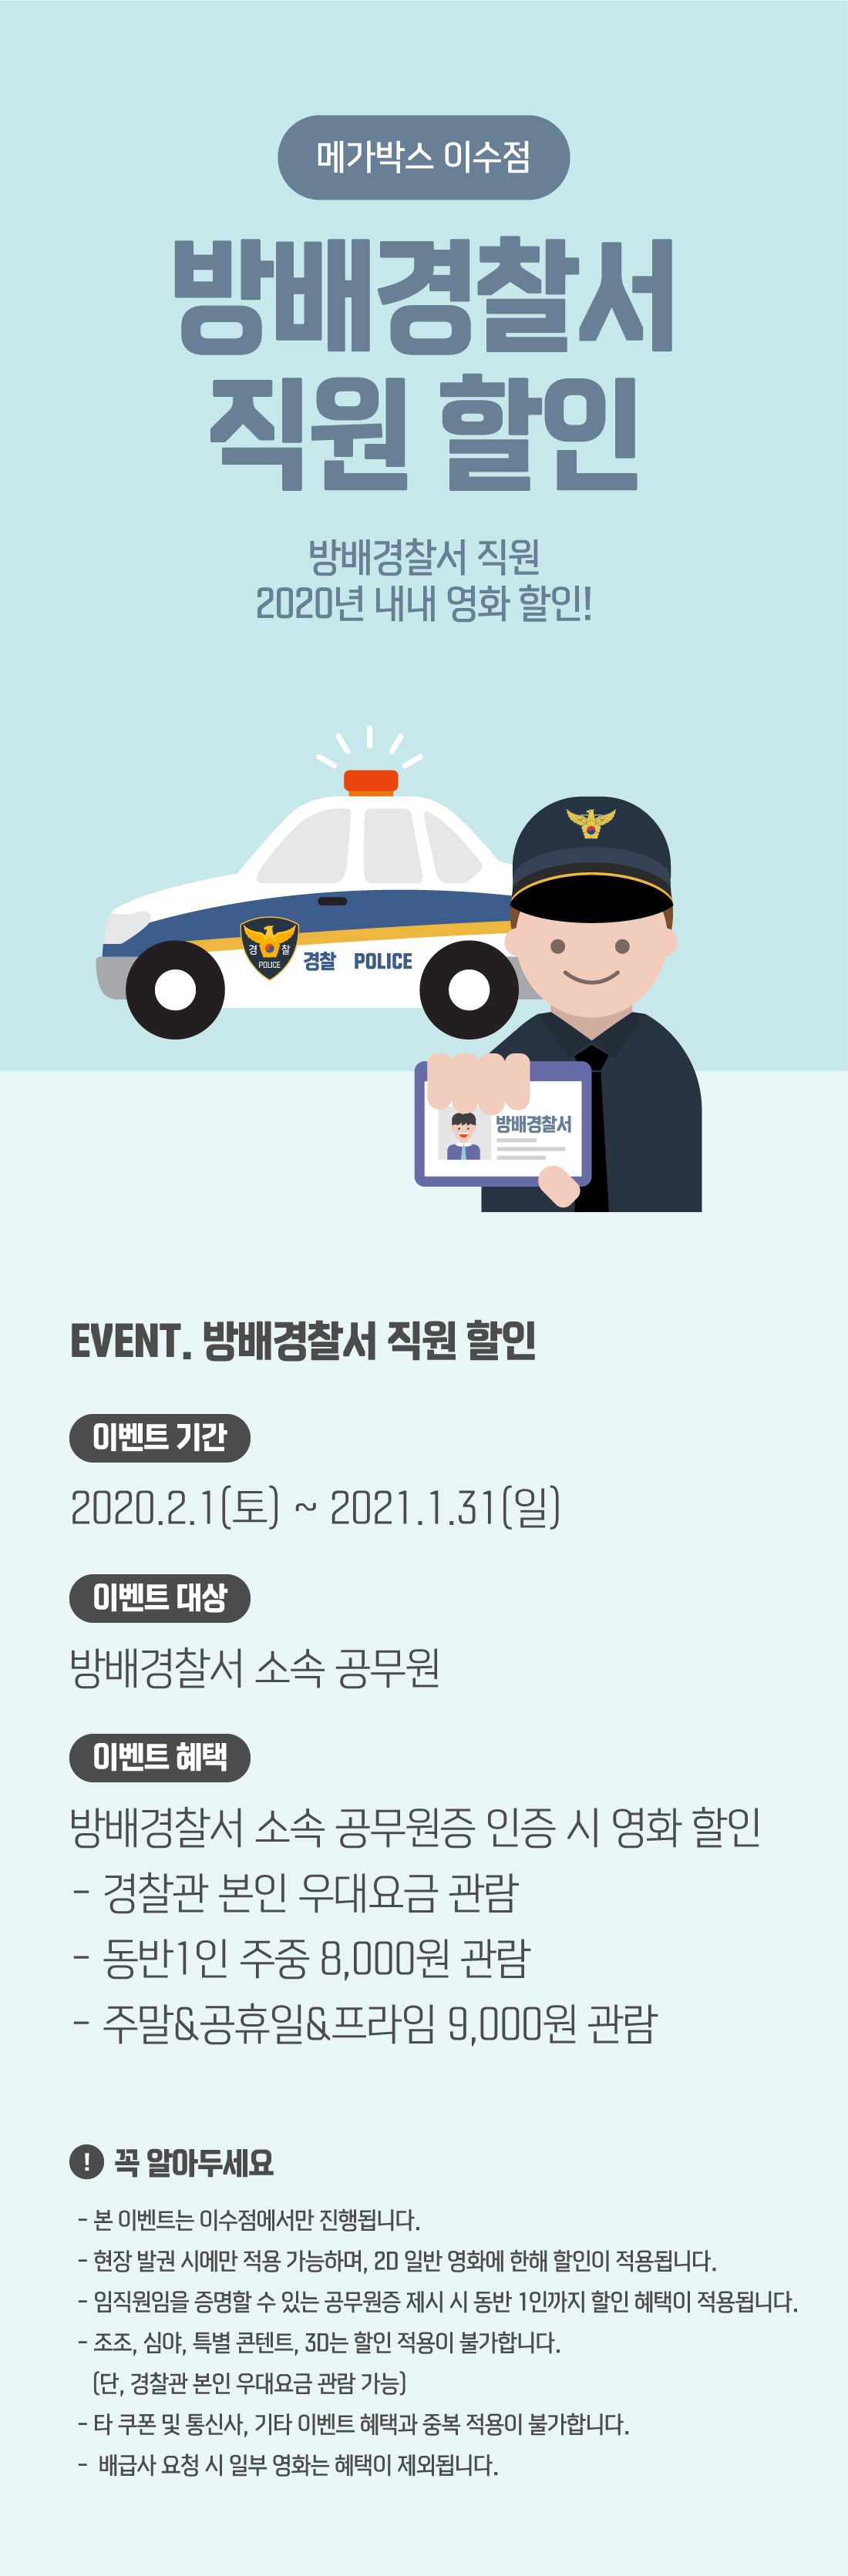 메가박스 이수점
방배경찰서
직원 할인
방배경찰서 직원
2020년 내내 영화 할인!
경 찰
POLICE
경찰 POLICE
방배경찰서
EVENT. 방배경찰서 직원 할인
이벤트 기간
2020.2.1(토) ~ 2021.1.31(일)
이벤트 대상
방배경찰서 소속 공무원
이벤트 혜택
방배경찰서 소속 공무원증 인증 시 영화 할인
- 경찰관 본인 우대요금 관람
- 동반1인 주중 8,000원 관람
- 주말&공휴일&프라임 9,000원 관람
! 꼭 알아두세요
- 본 이벤트는 이수점에서만 진행됩니다.
- 현장 발권 시에만 적용 가능하며, 2D 일반 영화에 한해 할인이 적용됩니다.
- 임직원임을 증명할 수 있는 공무원증 제시 시 동반 1인까지 할인 혜택이 적용됩니다.
- 조조, 심야, 특별 콘텐트, 3D는 할인 적용이 불가합니다.
(단, 경찰관 본인 우대요금 관람 가능)
- 타 쿠폰 및 통신사, 기타 이벤트 혜택과 중복 적용이 불가합니다.
- 배급사 요청 시 일부 영화는 혜택이 제외됩니다.